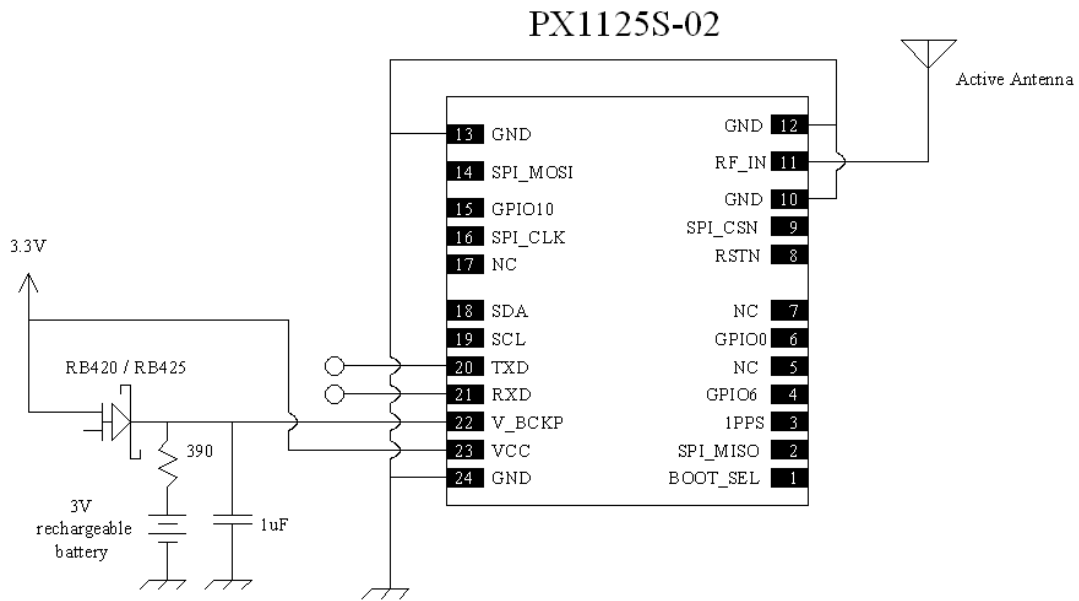 PX1125S-02
Active Antenna
13 GND
14 SPI_MOSI
15 GPIO10
16 SPI_CLK
17 NC
18 SDA
19 SCL
20 TXD
21 RXD
22 V_BCKP
23 VCC
24 GND
GND 12
RF_IN 11
GND 10
SPI_CSN 9
RSTN 8
NC 7
GPIO0 6
NC 5
GPIO6 4
1PPS 3
SPI_MISO 2
BOOT_SEL 1
3.3V
RB420 / RB425
390
3V
rechargeable
battery
1uF